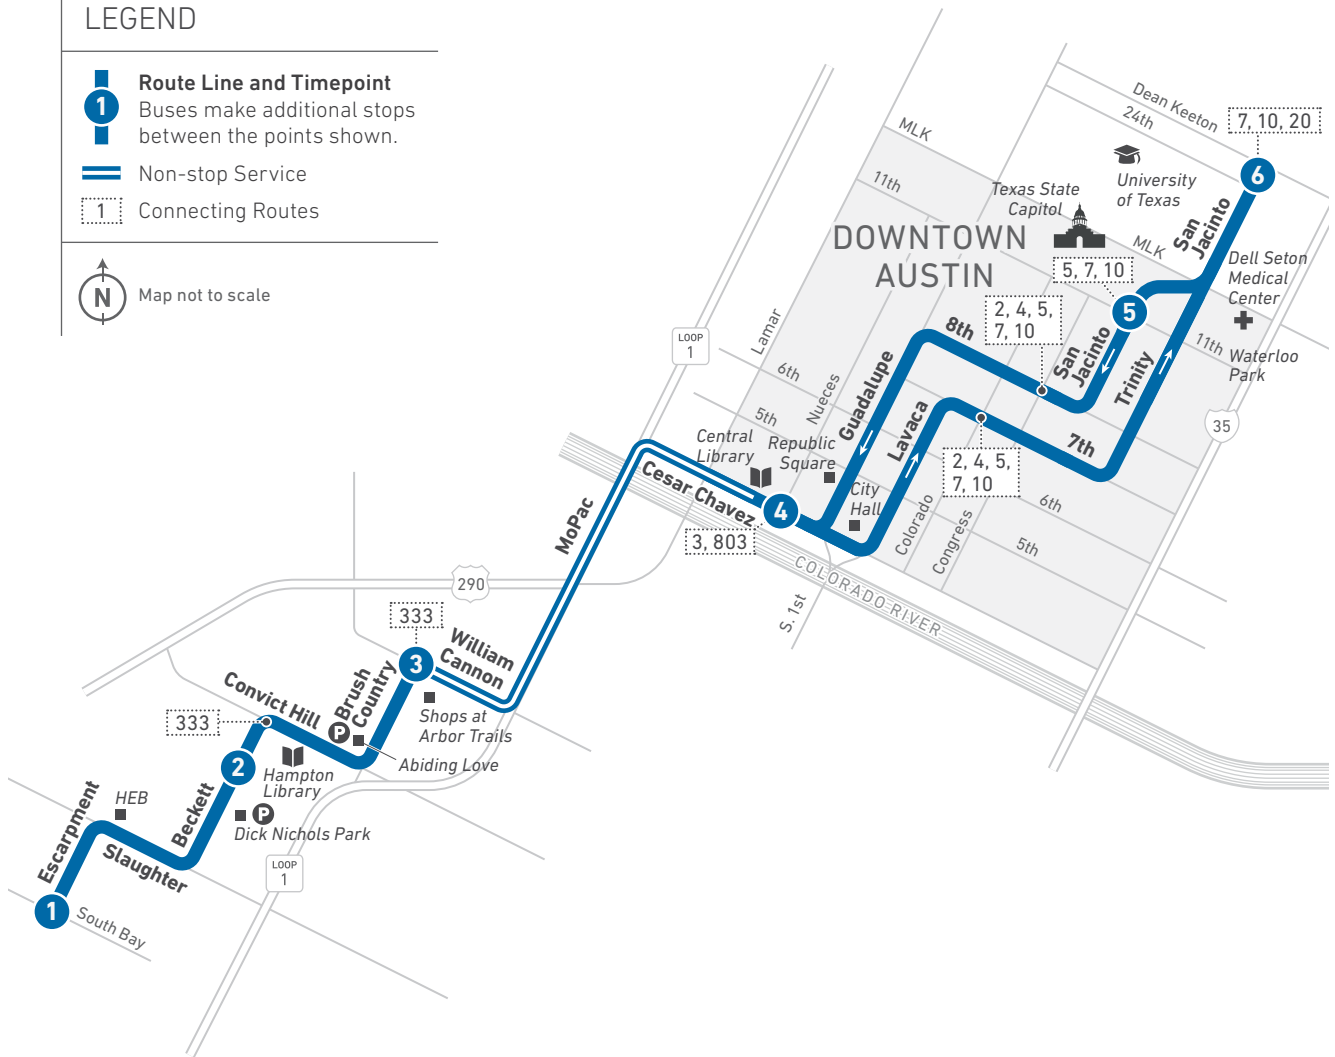 LEGEND
1
Route Line and Timepoint
Buses make additional stops
between the points shown.
Non-stop Service
1
Connecting Routes
N
Map not to scale
Dean Keeton
24th
7, 10, 20
6
MLK
11th
University
of Texas
Texas State
Capitol
San
Jacinto
MLK
DOWNTOWN
AUSTIN
Dell Seton
Medical
Center
5, 7, 10
5
2, 4, 5,
7, 10
8th
San
Jacinto
Trinity
11th
Waterloo
Park
LOOP
1
Lamar
6th
Nueces
Guadalupe
Lavaca
5th
35
Central
Library
Republic
Square
7th
Cesar Chavez
4
City
Hall
2, 4, 5,
7, 10
6th
5th
Colorado
Congress
3, 803
MoPac
COLORADO RIVER
S. 1st
290
333
3
William
Cannon
Brush
Country
Convict Hill
333
P
Shops at
Arbor Trails
Abiding Love
2
Hampton
Library
HEB
Beckett
P
Dick Nichols Park
Escarpment
Slaughter
LOOP
1
1
South Bay